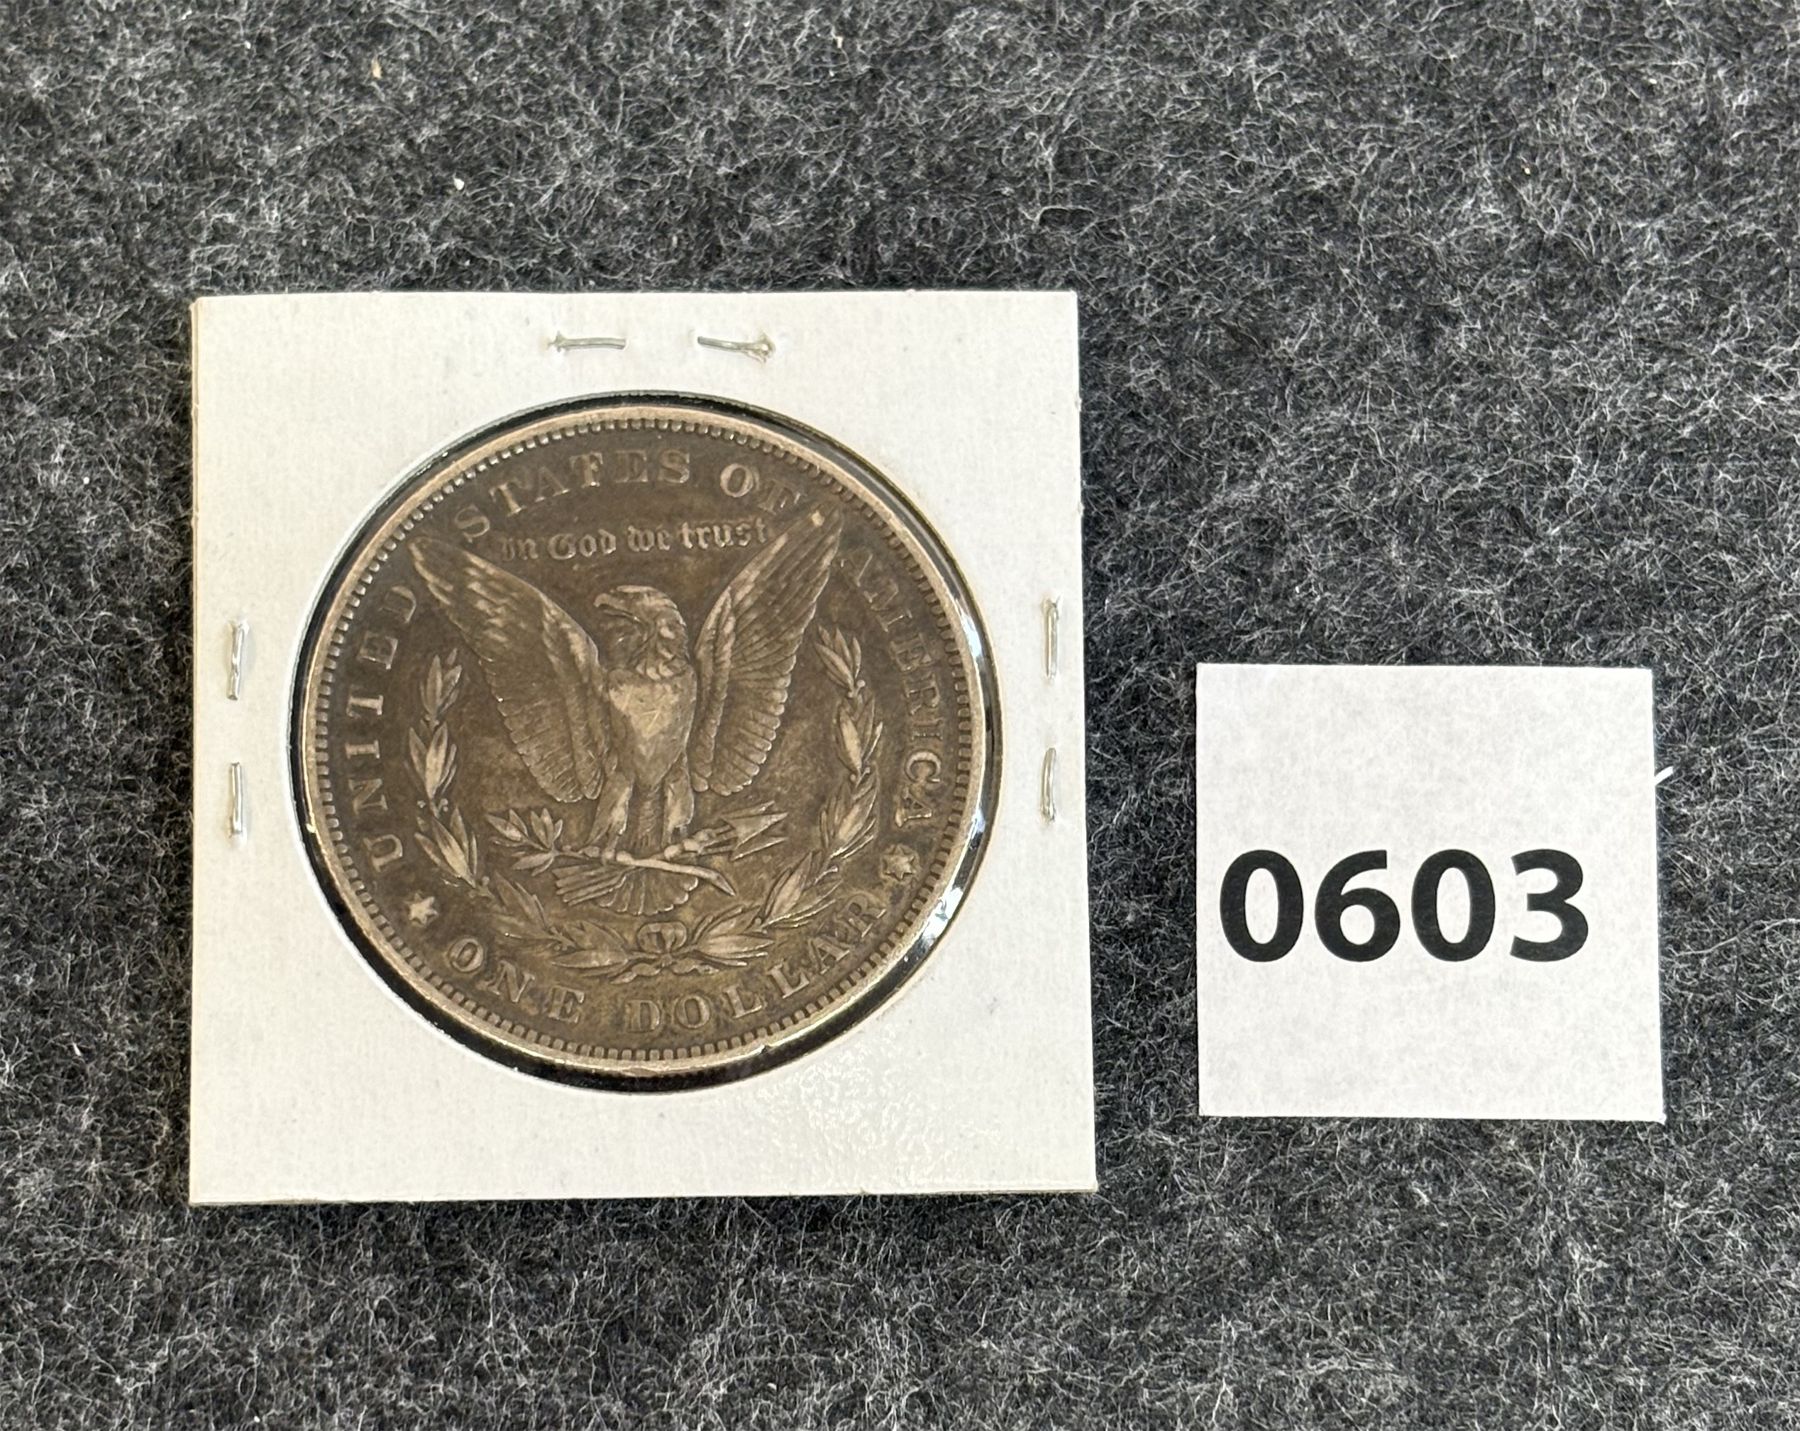 UNITED STATES OF AMERICA
In God we trust
ONE DOLLAR
0603